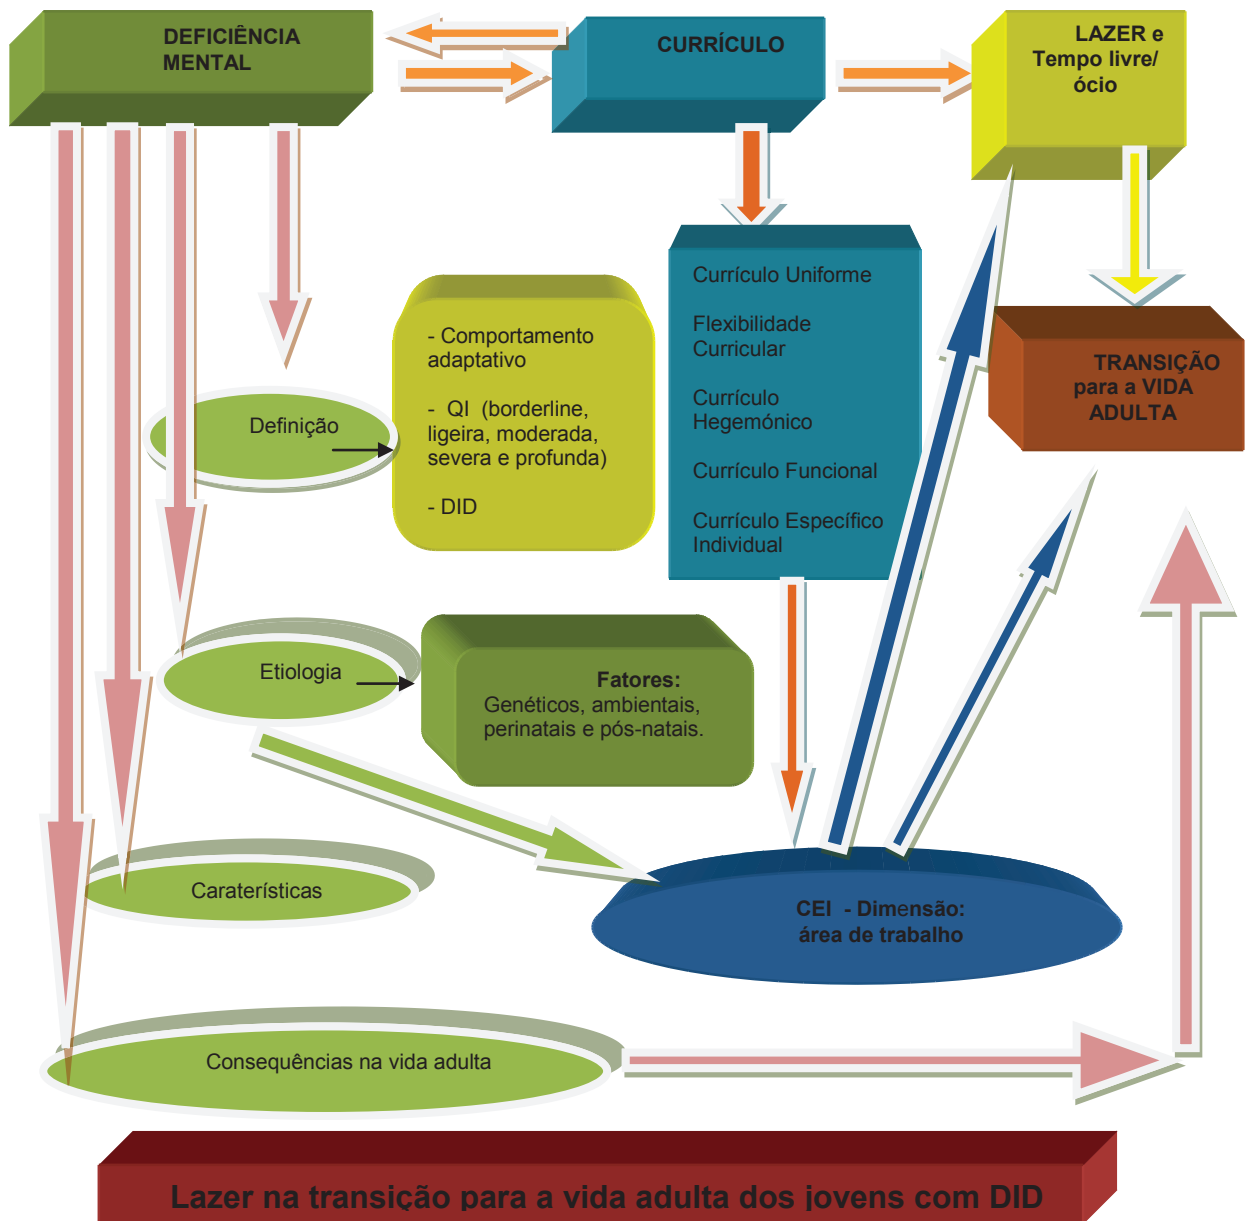 DEFICIÊNCIA
MENTAL
CURRÍCULO
LAZER e
Tempo livre/
ócio
Currículo Uniforme
Flexibilidade
Curricular
Currículo
Hegemónico
Currículo Funcional
Currículo Específico
Individual
- Comportamento
adaptativo
- QI (borderline,
ligeira, moderada,
severa e profunda)
- DID
TRANSIÇÃO
para a VIDA
ADULTA
Definição
Etiologia
Fatores:
Genéticos, ambientais,
perinatais e pós-natais.
Caraterísticas
CEI - Dimensão:
área de trabalho
Consequências na vida adulta
Lazer na transição para a vida adulta dos jovens com DID